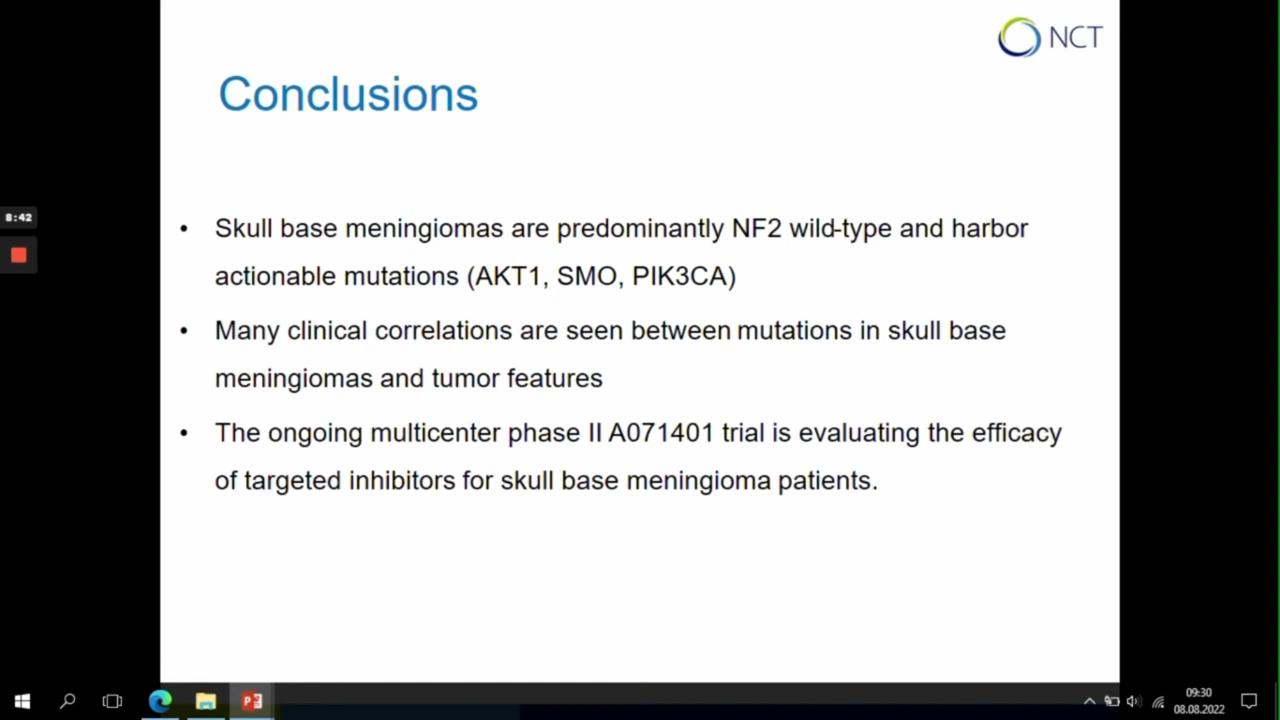 NCT
Conclusions
8:42
• Skull base meningiomas are predominantly NF2 wild-type and harbor
actionable mutations (AKT1, SMO, PIK3CA)
• Many clinical correlations are seen between mutations in skull base
meningiomas and tumor features
• The ongoing multicenter phase II A071401 trial is evaluating the efficacy
of targeted inhibitors for skull base meningioma patients.
09:30
08.08.2022